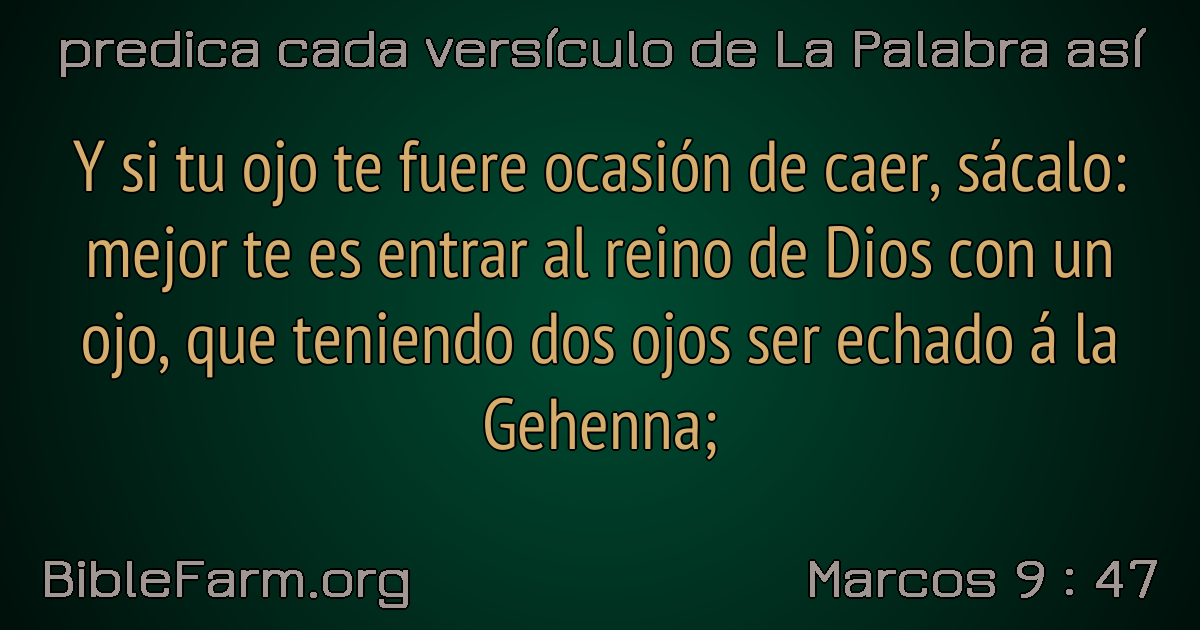 predica cada versículo de La Palabra así
Y si tu ojo te fuere ocasión de caer, sácalo:
mejor te es entrar al reino de Dios con un
ojo, que teniendo dos ojos ser echado á la
Gehenna;
BibleFarm.org
Marcos 9 : 47